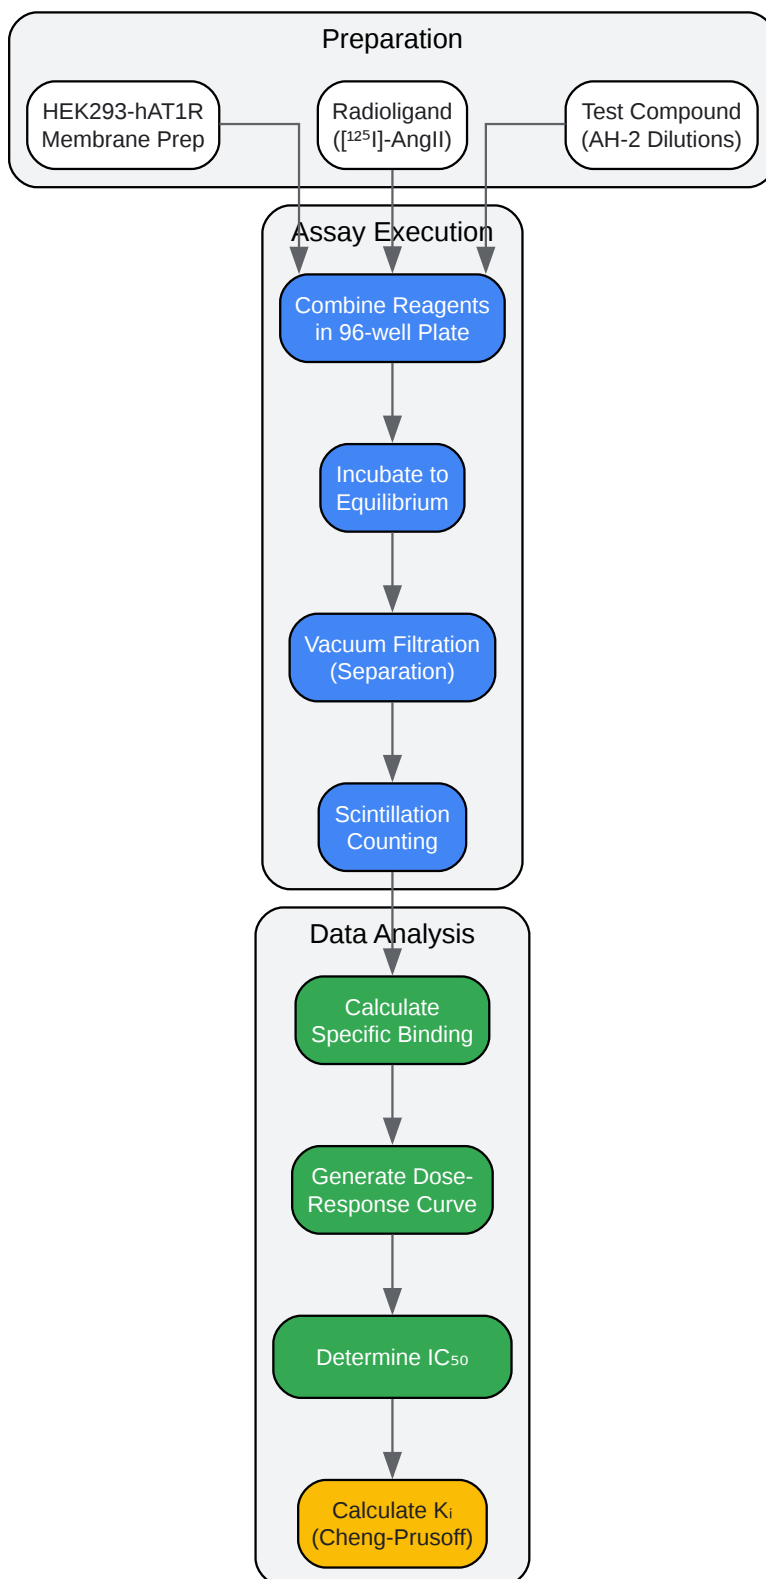 Preparation
HEK293-hAT1R
Membrane Prep
Radioligand
([¹²⁵I]-AngII)
Test Compound
(AH-2 Dilutions)
Assay Execution
Combine Reagents
in 96-well Plate
Incubate to
Equilibrium
Vacuum Filtration
(Separation)
Scintillation
Counting
Data Analysis
Calculate
Specific Binding
Generate Dose-
Response Curve
Determine IC₅₀
Calculate Kᵢ
(Cheng-Prusoff)